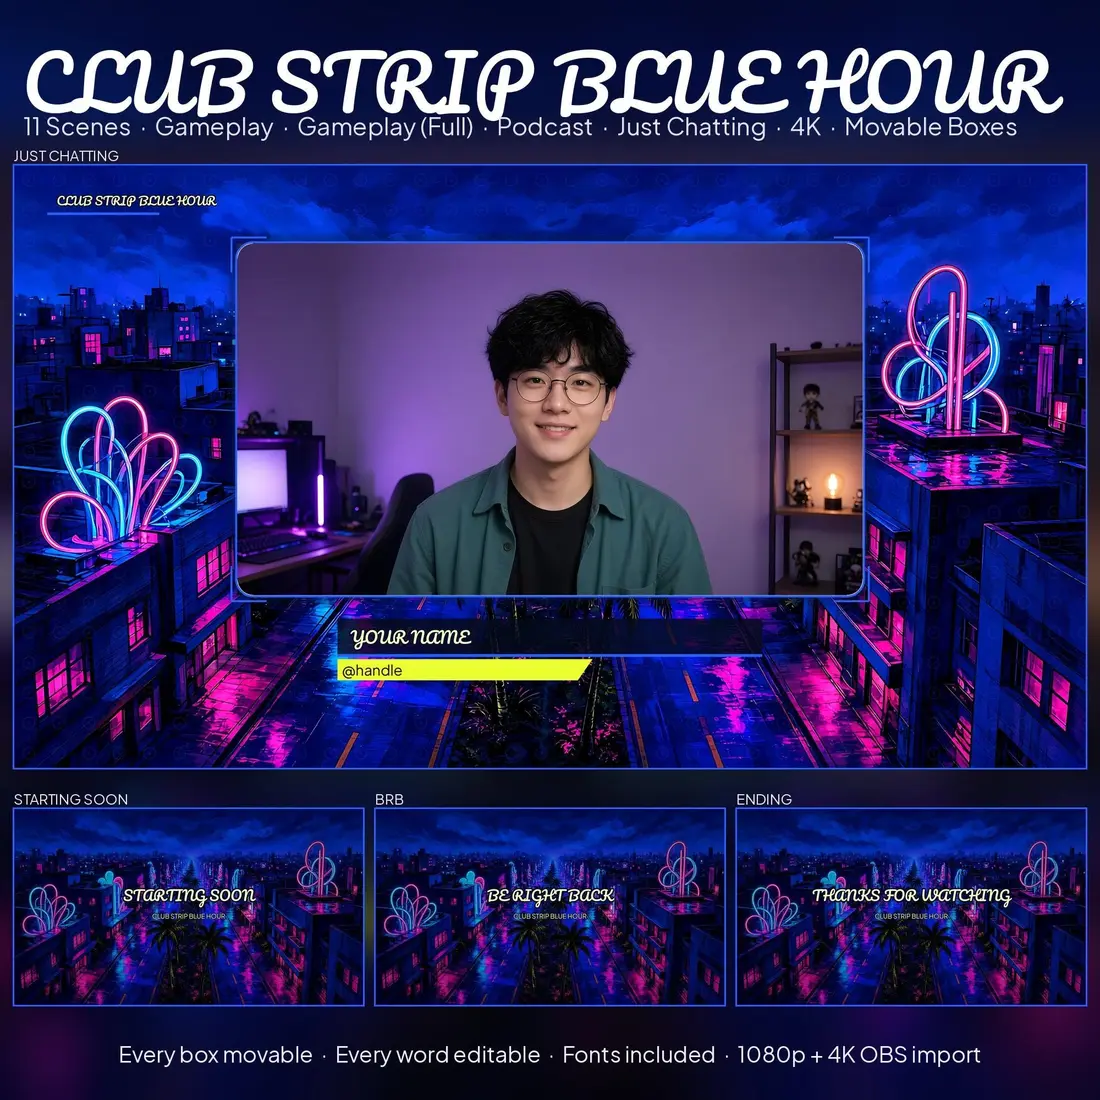 CLUB STRIP BLUE HOUR
11 Scenes · Gameplay · Gameplay (Full) · Podcast · Just Chatting · 4K · Movable Boxes
JUST CHATTING
CLUB STRIP BLUE HOUR
YOUR NAME
@handle
STARTING SOON
BRB
ENDING
STARTING SOON
CLUB STRIP BLUE HOUR
BE RIGHT BACK
CLUB STRIP BLUE HOUR
THANKS FOR WATCHING
CLUB STRIP BLUE HOUR
Every box movable · Every word editable · Fonts included · 1080p + 4K OBS import